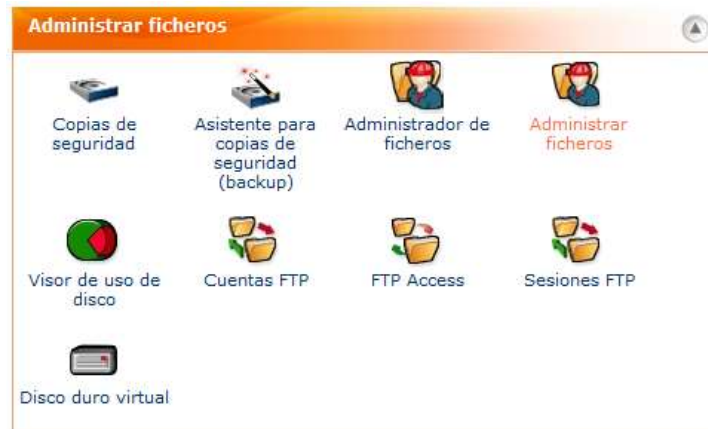 Administrar ficheros
Copias de
seguridad
Asistente para
copias de
seguridad
(backup)
Administrador de
ficheros
Administrar
ficheros
Visor de uso de
disco
Cuentas FTP
FTP Access
Sesiones FTP
Disco duro virtual